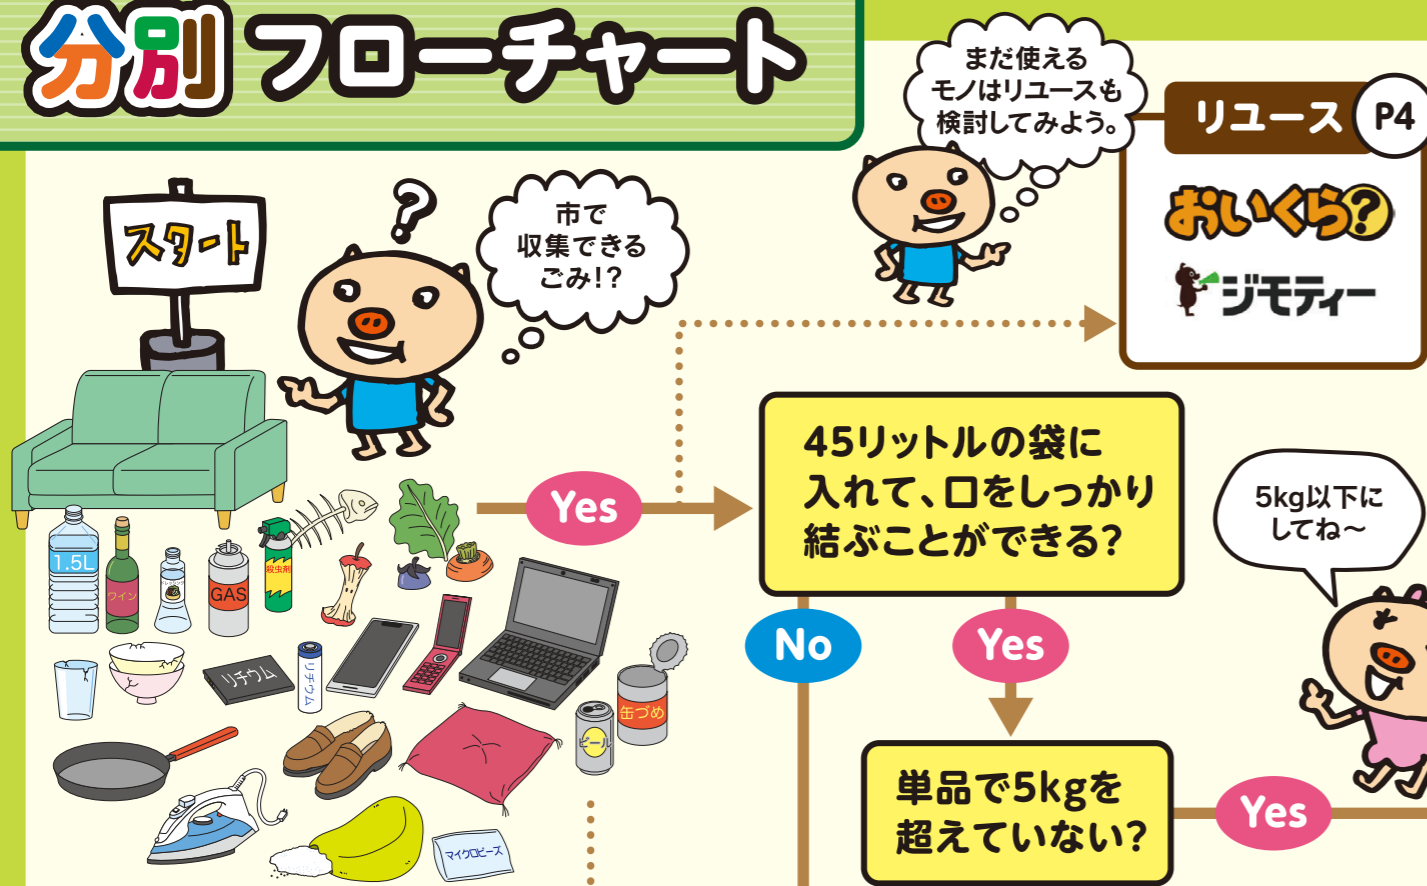 分別 フローチャート
まだ使える
モノはリユースも
検討してみよう。
リユース P4
おいくら?
ジモティー
スタート
?
市で
収集できる
ごみ!?
Yes
45リットルの袋に
入れて、口をしっかり
結ぶことができる?
5kg以下に
してね〜
No
Yes
単品で5kgを
超えていない?
Yes
1.5L
ワイン
ドレッシング
GAS
殺虫剤
リチウム
リチウム
缶づめ
ビール
マイクロビーズ